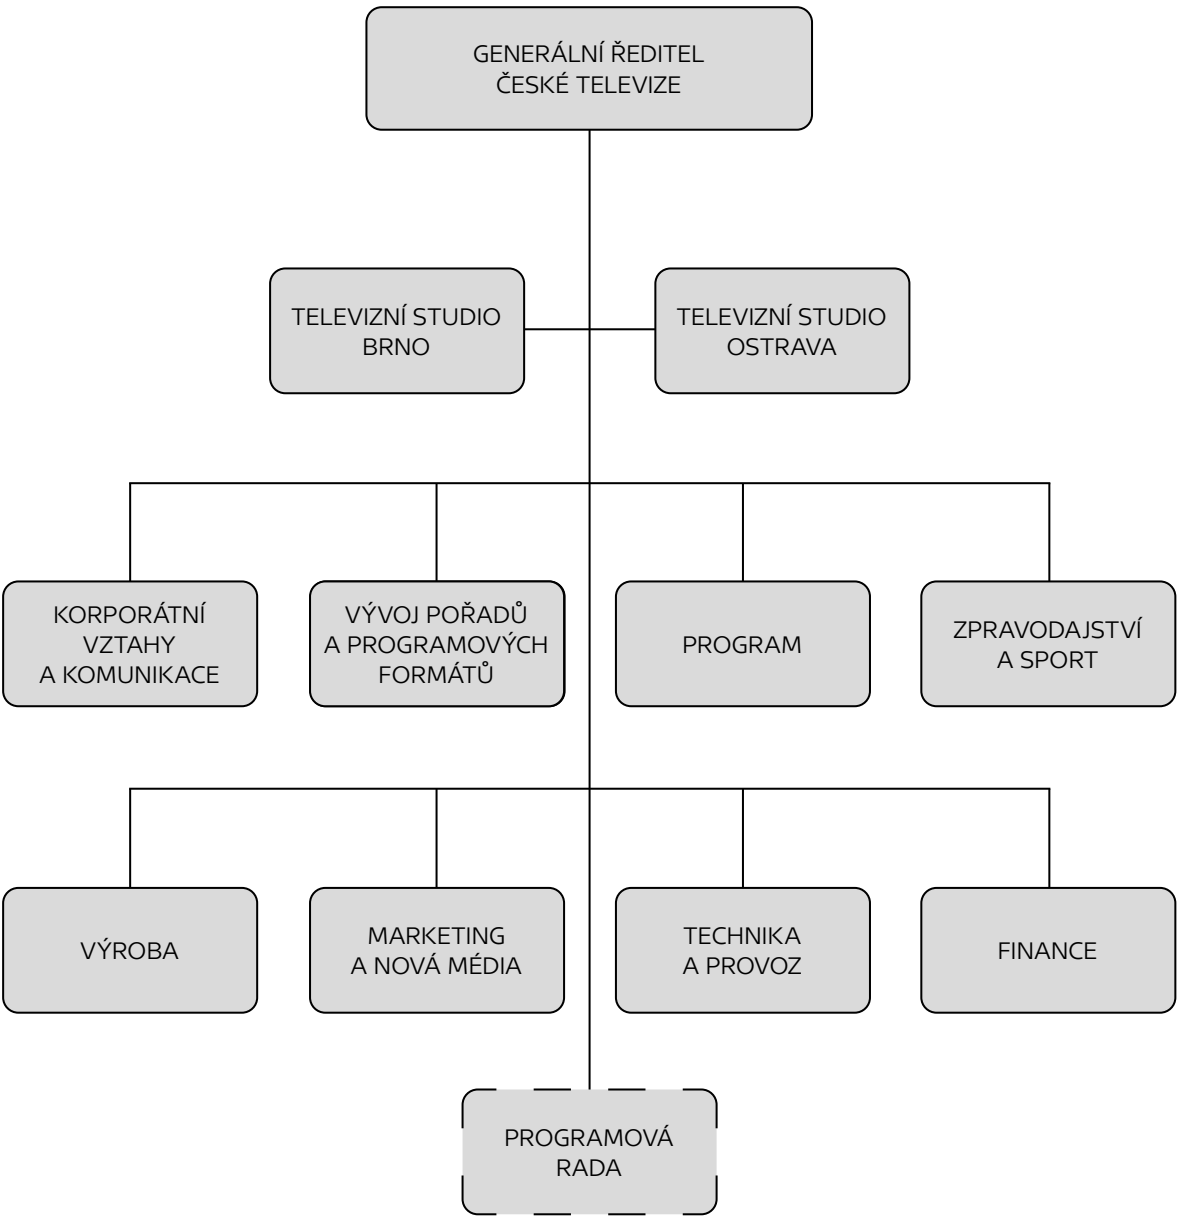 GENERÁLNÍ ŘEDITEL
ČESKÉ TELEVIZE
TELEVIZNÍ STUDIO
BRNO
TELEVIZNÍ STUDIO
OSTRAVA
KORPORÁTNÍ
VZTAHY
A KOMUNIKACE
VÝVOJ POŘADŮ
A PROGRAMOVÝCH
FORMÁTŮ
PROGRAM
ZPRAVODAJSTVÍ
A SPORT
VÝROBA
MARKETING
A NOVÁ MÉDIA
TECHNIKA
A PROVOZ
FINANCE
PROGRAMOVÁ
RADA